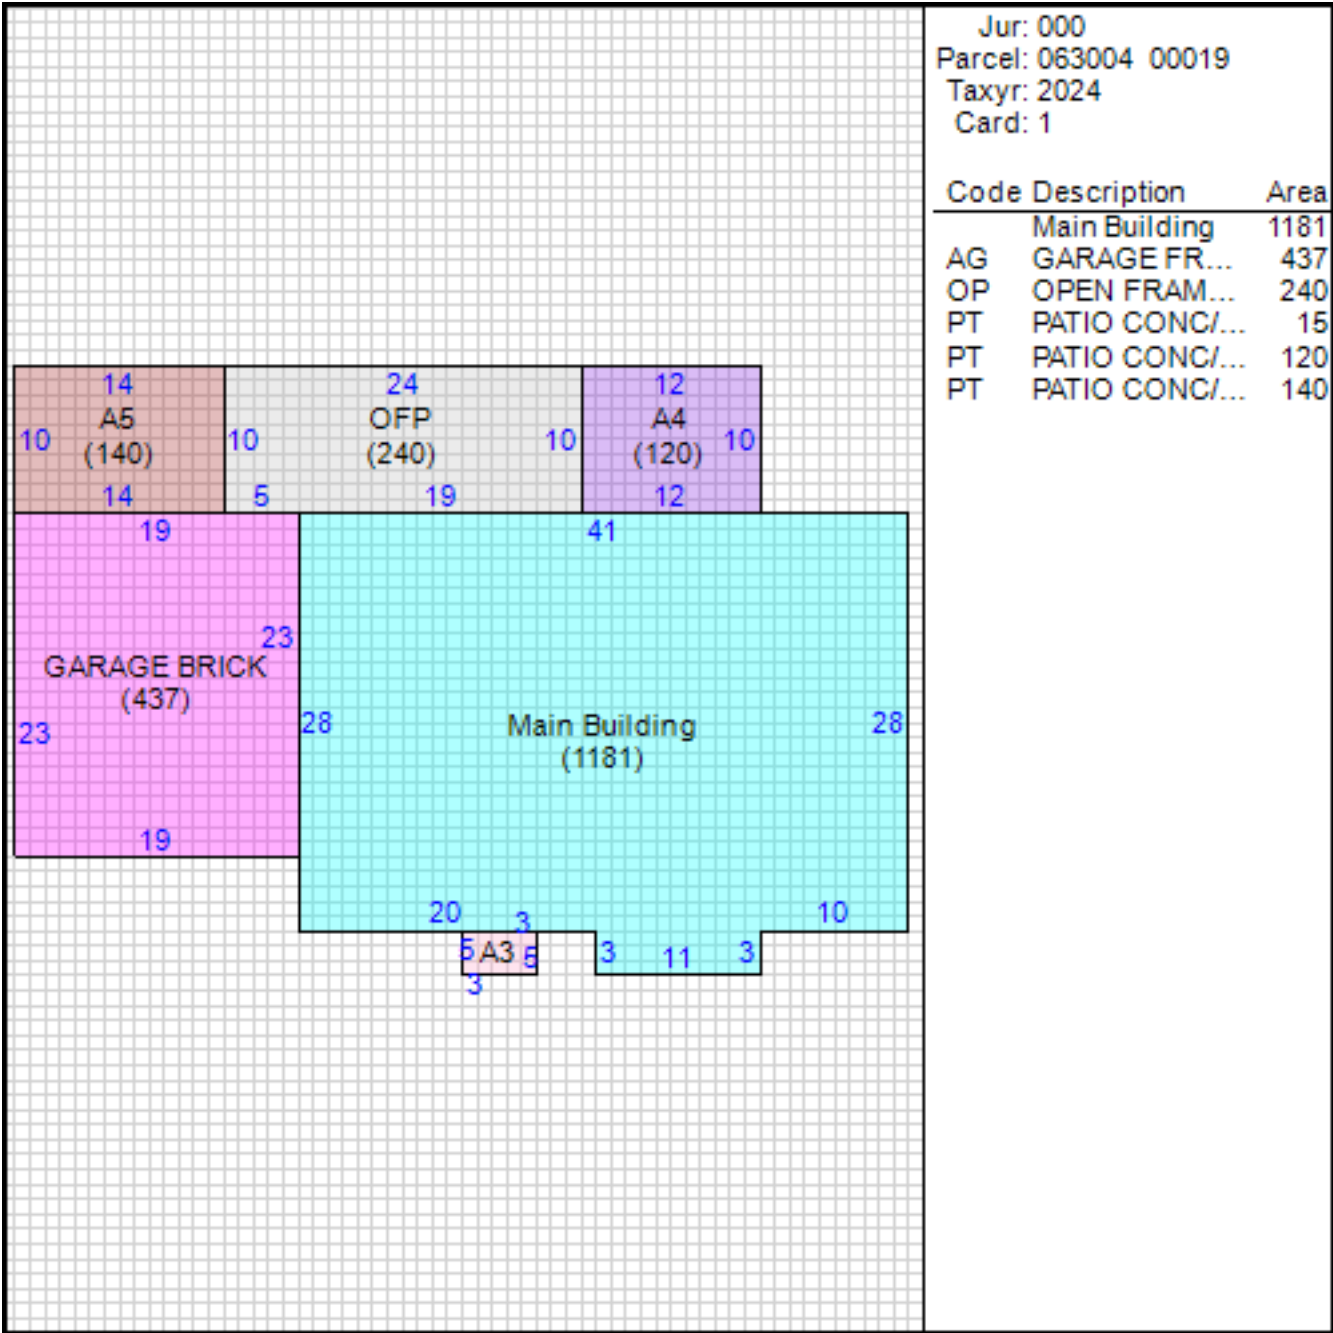 Jur: 000
Parcel: 063004 00019
Taxyr: 2024
Card: 1
Code Description Area
Main Building 1181
AG GARAGE FR... 437
OP OPEN FRAM... 240
PT PATIO CONC/... 15
PT PATIO CONC/... 120
PT PATIO CONC/... 140
14 24 12
A5 OFP A4
10 10 10 10
(140) (240) (120)
14 5 19 12
19 41
23
GARAGE BRICK
(437)
23 28 28
Main Building
(1181)
19
20 3 10
5 A3 5 3 11 3
3